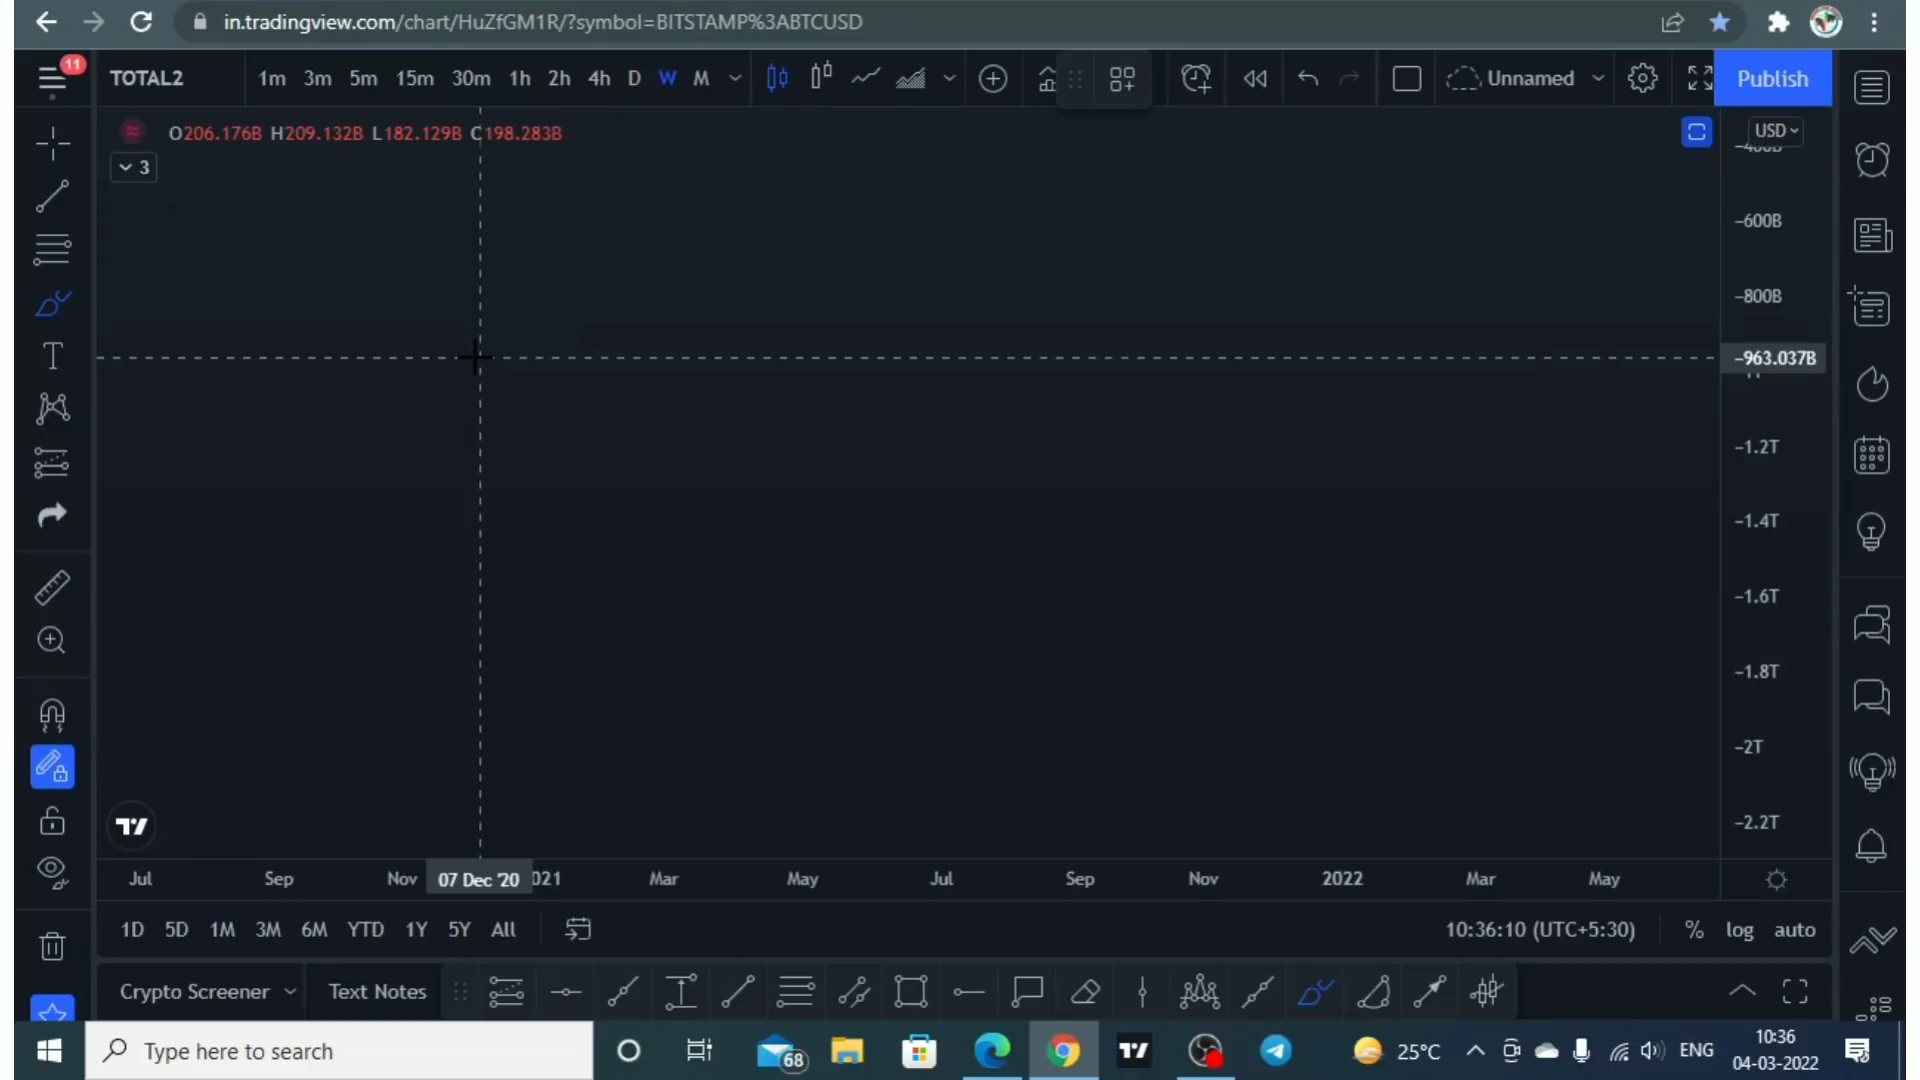 in.tradingview.com/chart/HuZfGM1R/?symbol=BITSTAMP%3ABTCUSD
11
TOTAL2 1m 3m 5m 15m 30m 1h 2h 4h D W M Unnamed Publish
O206.176B H209.132B L182.129B C198.283B
USD
3
−600B
−800B
−963.037B
−1.2T
−1.4T
−1.6T
−1.8T
−2T
−2.2T
Jul Sep Nov 07 Dec '20 021 Mar May Jul Sep Nov 2022 Mar May
1D 5D 1M 3M 6M YTD 1Y 5Y All 10:36:10 (UTC+5:30) % log auto
Crypto Screener Text Notes
Type here to search 68 25°C ENG 10:36
04-03-2022